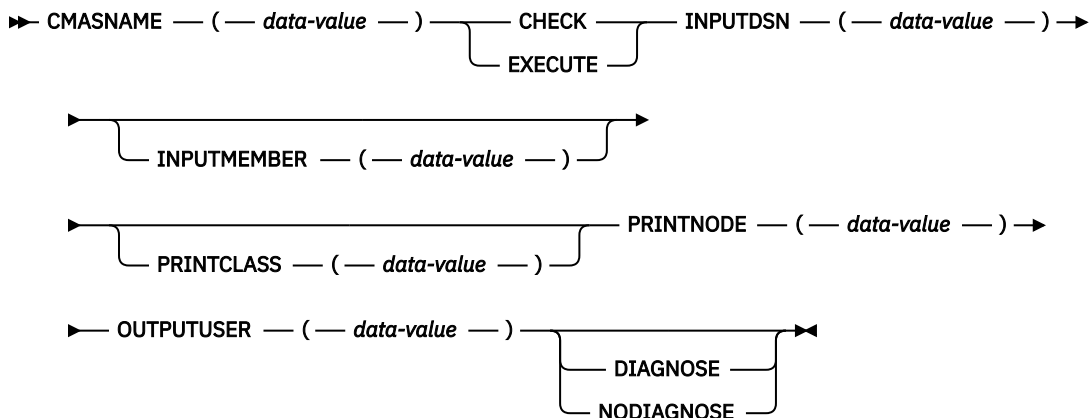 CMASNAME ( data-value ) CHECK INPUTDSN ( data-value )
EXECUTE
INPUTMEMBER ( data-value )
PRINTNODE ( data-value )
PRINTCLASS ( data-value )
OUTPUTUSER ( data-value )
DIAGNOSE
NODIAGNOSE